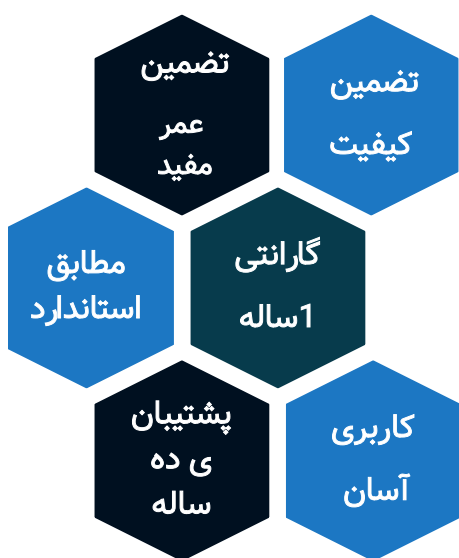 تضمین
کیفیت
تضمین
عمر
مفید
گارانتی
1ساله
مطابق
استاندارد
کاربری
آسان
پشتیبان
ی ده
ساله